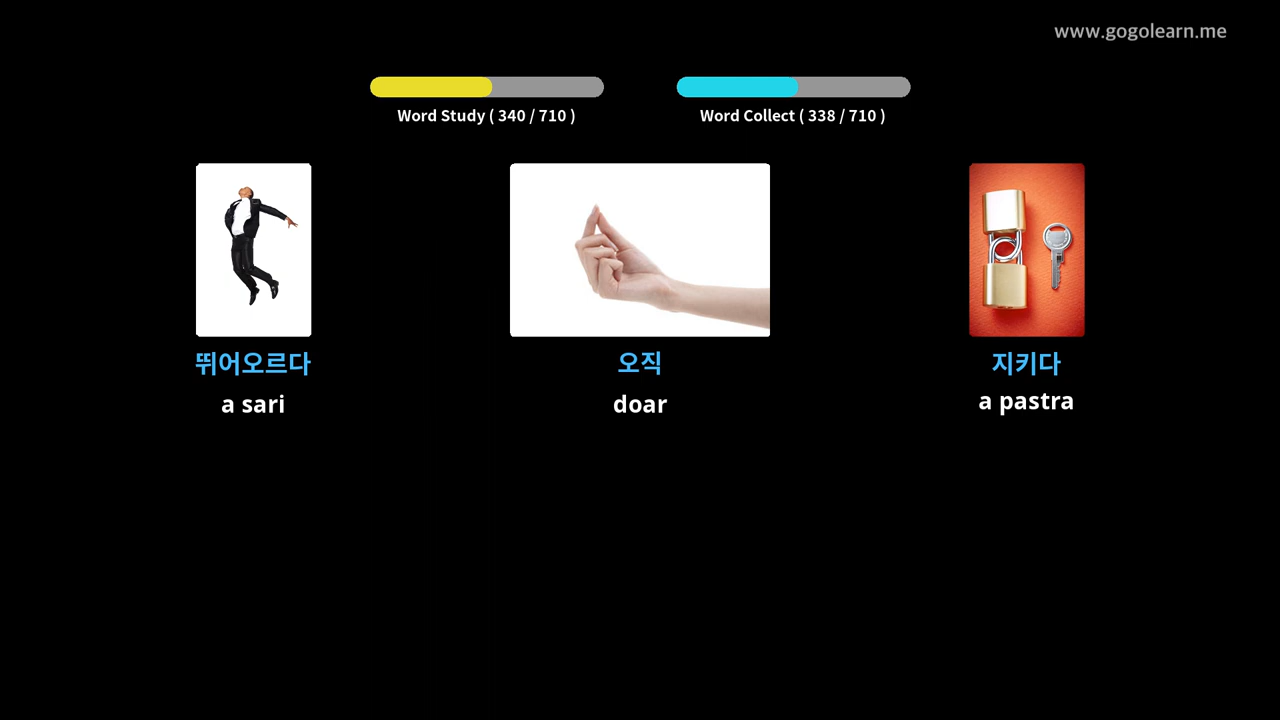 www.gogolearn.me
Word Study ( 340 / 710 )
Word Collect ( 338 / 710 )
뛰어오르다
a sari
오직
doar
지키다
a pastra